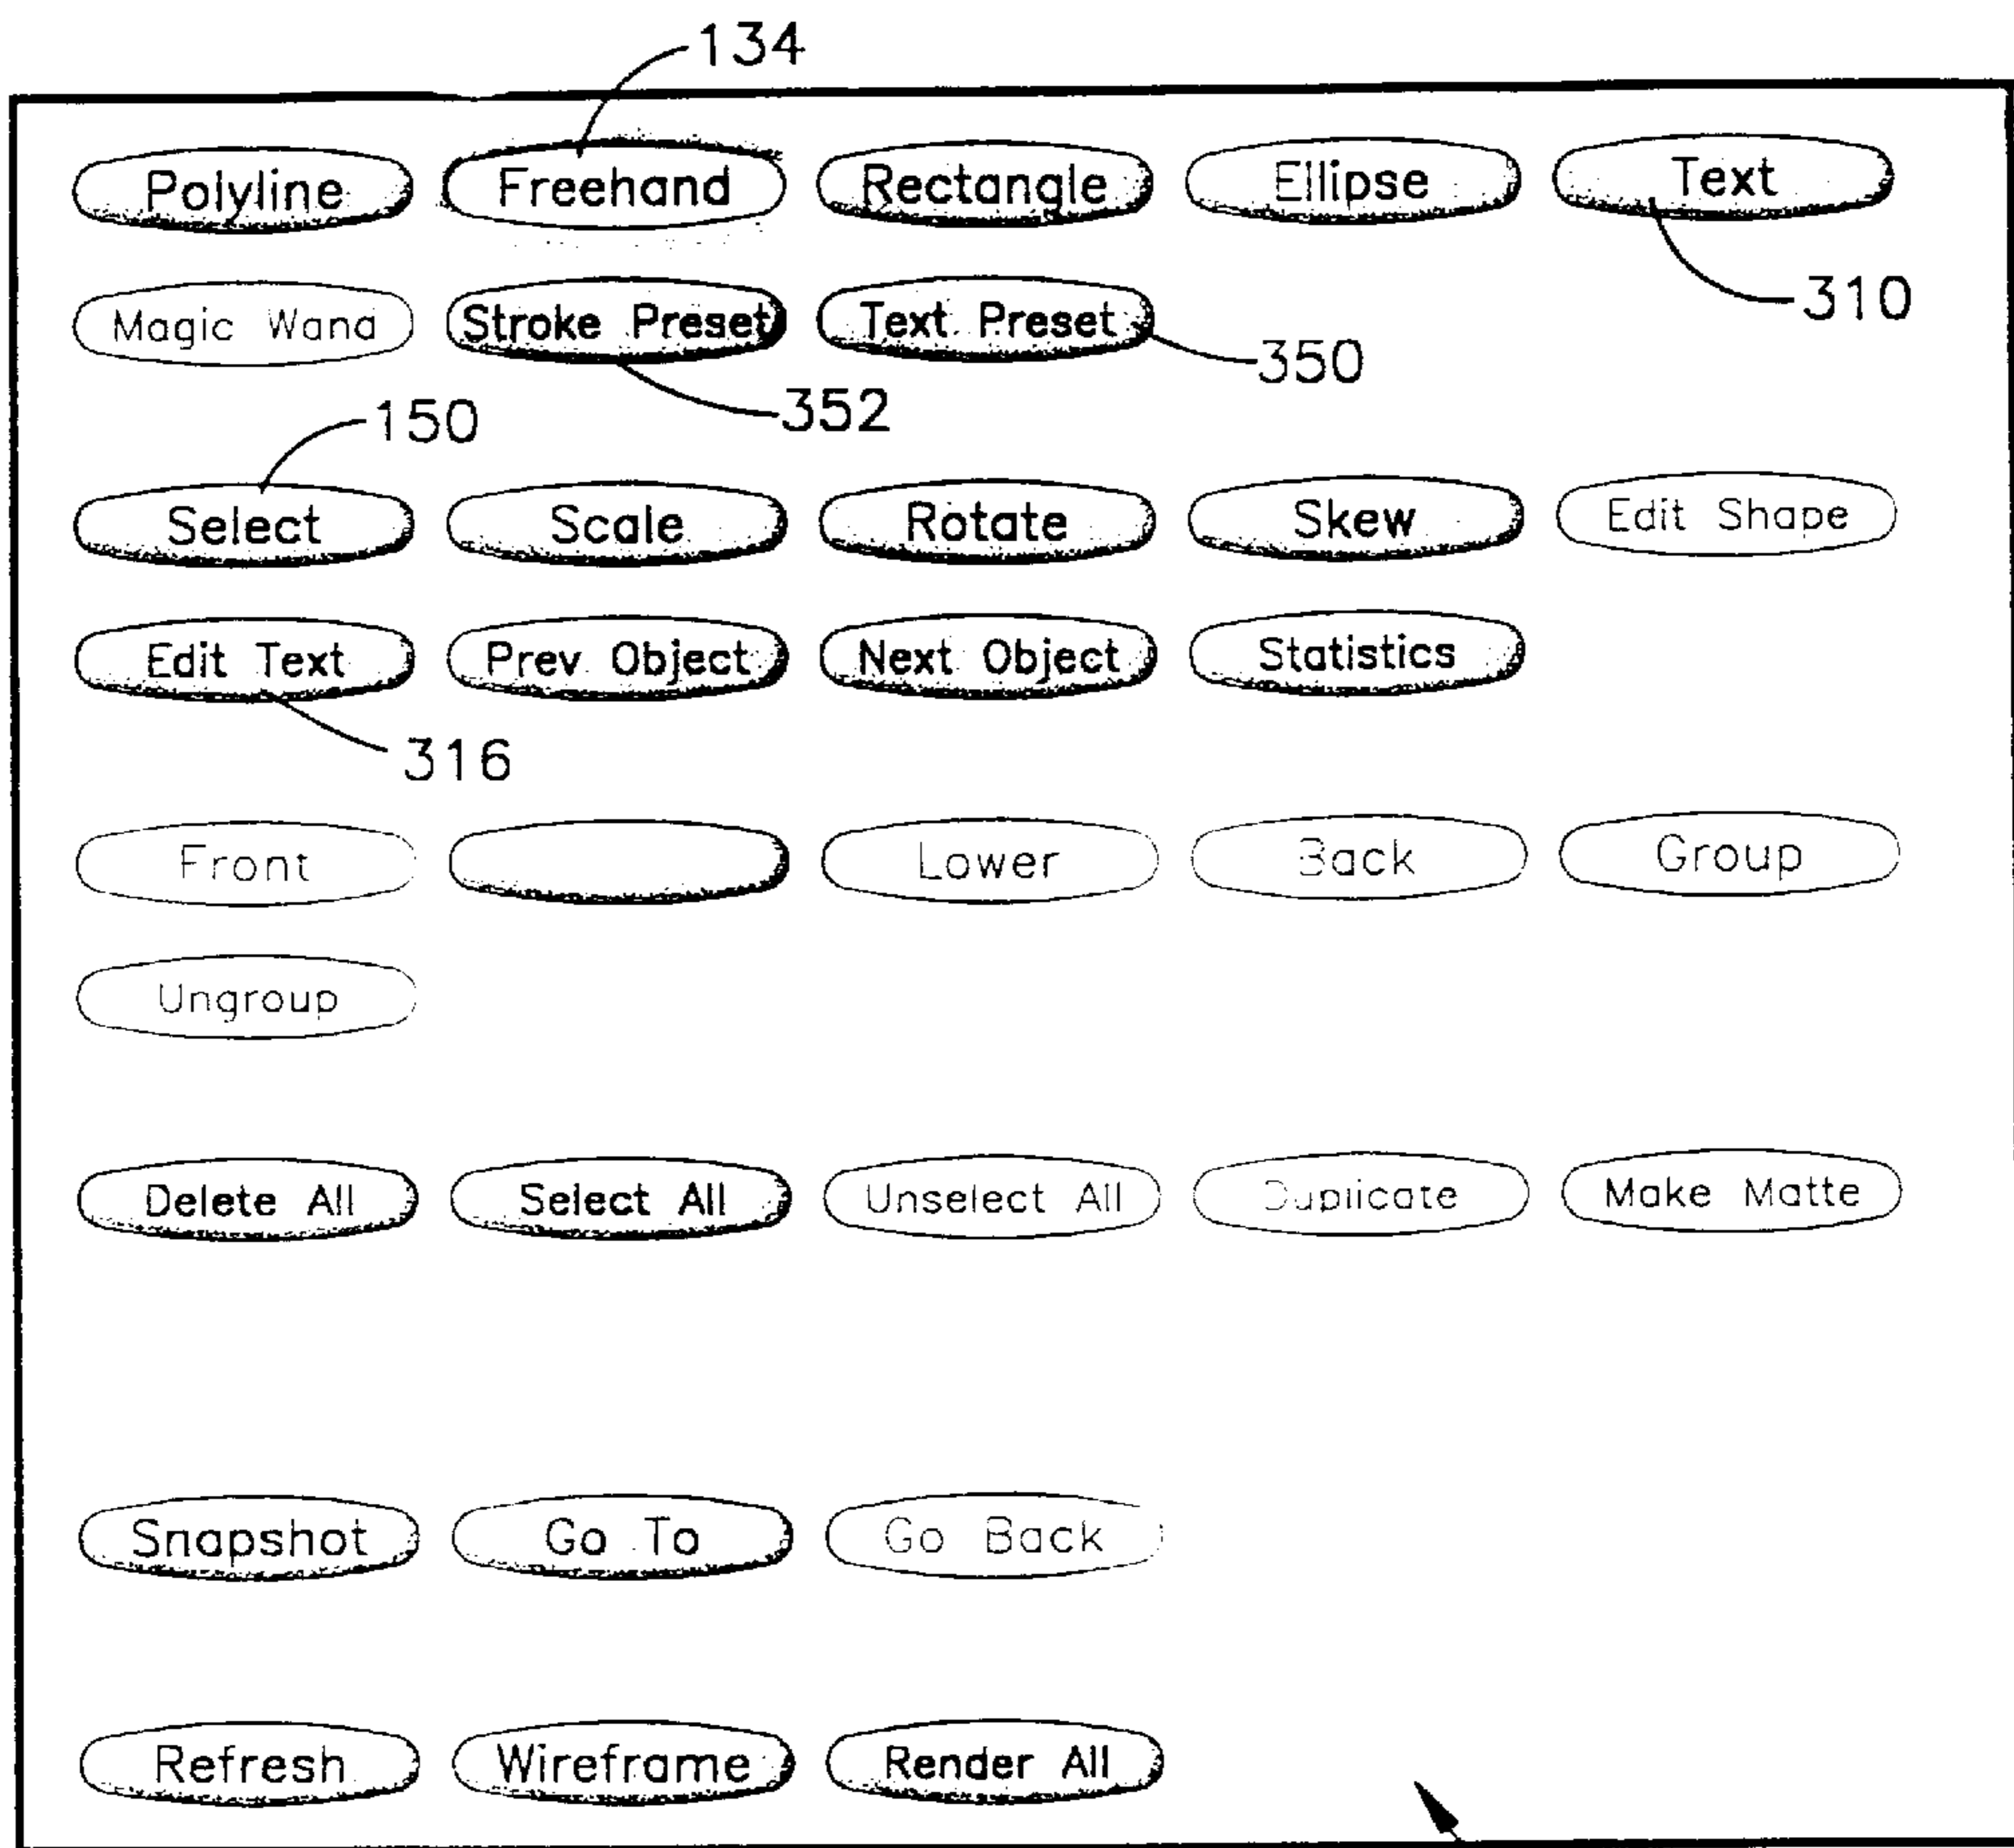 134
Polyline Freehand Rectangle Ellipse Text
310
Magic Wand Stroke Preset Text Preset
350
352
150
Select Scale Rotate Skew Edit Shape
Edit Text Prev Object Next Object Statistics
316
Front Lower Back Group
Ungroup
Delete All Select All Unselect All Duplicate Make Matte
Snapshot Go To Go Back
Refresh Wireframe Render All